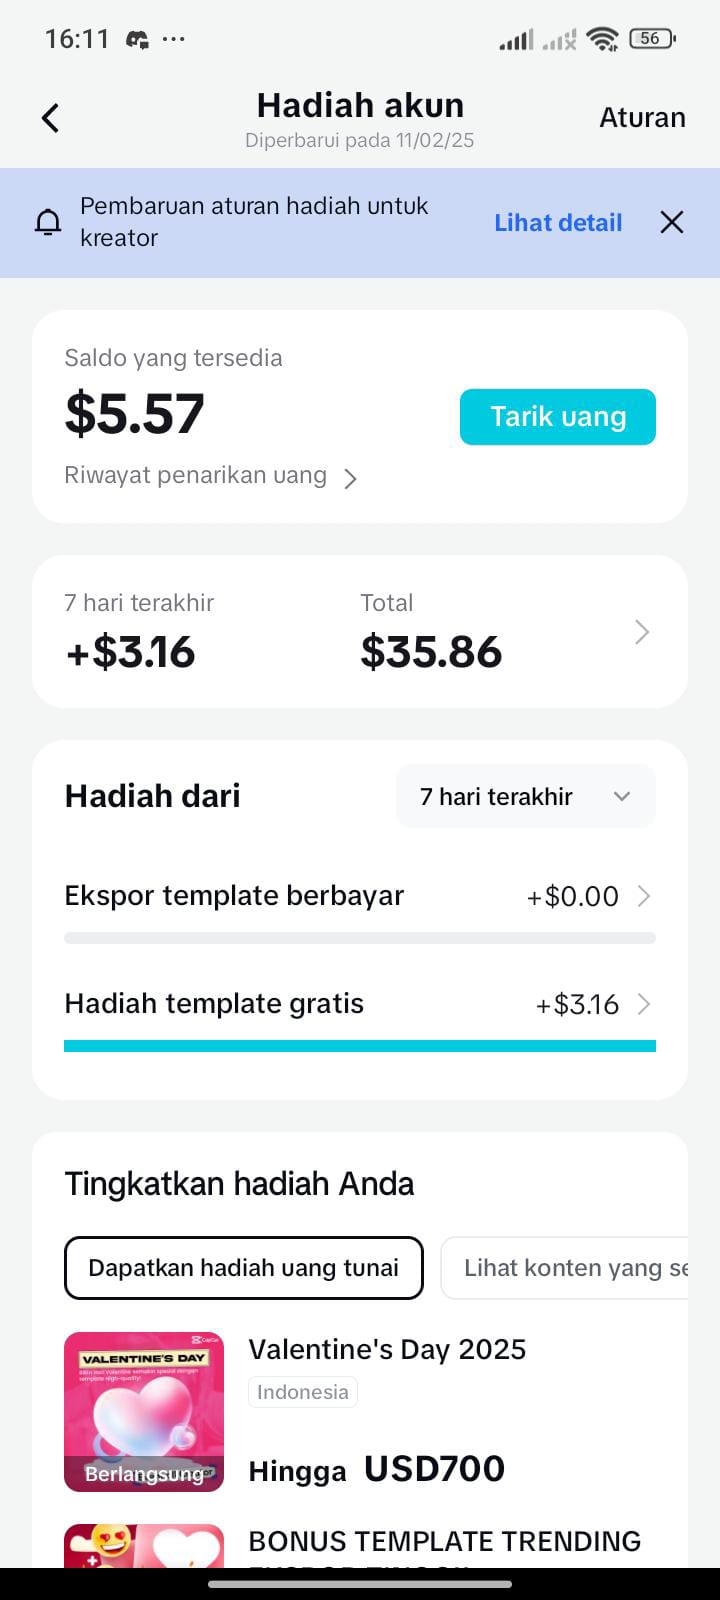 16:11
56
Hadiah akun
Aturan
Diperbarui pada 11/02/25
Pembaruan aturan hadiah untuk
kreator
Lihat detail
Saldo yang tersedia
$5.57
Tarik uang
Riwayat penarikan uang
7 hari terakhir
Total
+$3.16
$35.86
Hadiah dari
7 hari terakhir
Ekspor template berbayar
+$0.00
Hadiah template gratis
+$3.16
Tingkatkan hadiah Anda
Dapatkan hadiah uang tunai
Lihat konten yang se
CapCut
VALENTINE'S DAY
Berlangsung
Valentine's Day 2025
Indonesia
Hingga USD700
BONUS TEMPLATE TRENDING